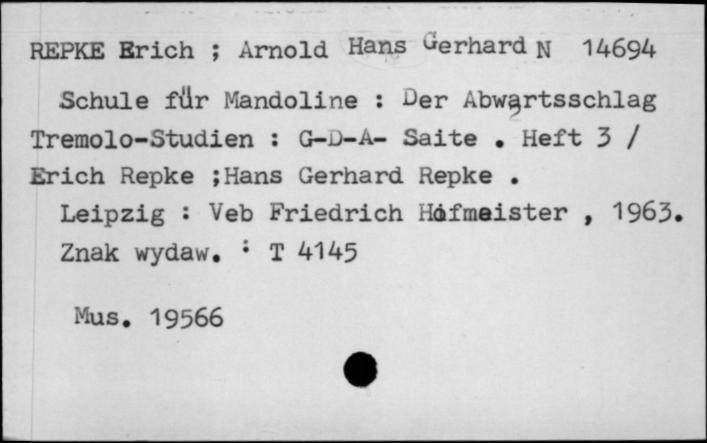 REPKE Erich ; Arnold Hans Gerhard N 14694
Schule für Mandoline : Der Abwartsschlag
Tremolo-Studien : G-D-A- Saite . Heft 3 /
Erich Repke ;Hans Gerhard Repke .
Leipzig : Veb Friedrich Hofmeister , 1963.
Znak wydaw. : T 4145
Mus. 19566